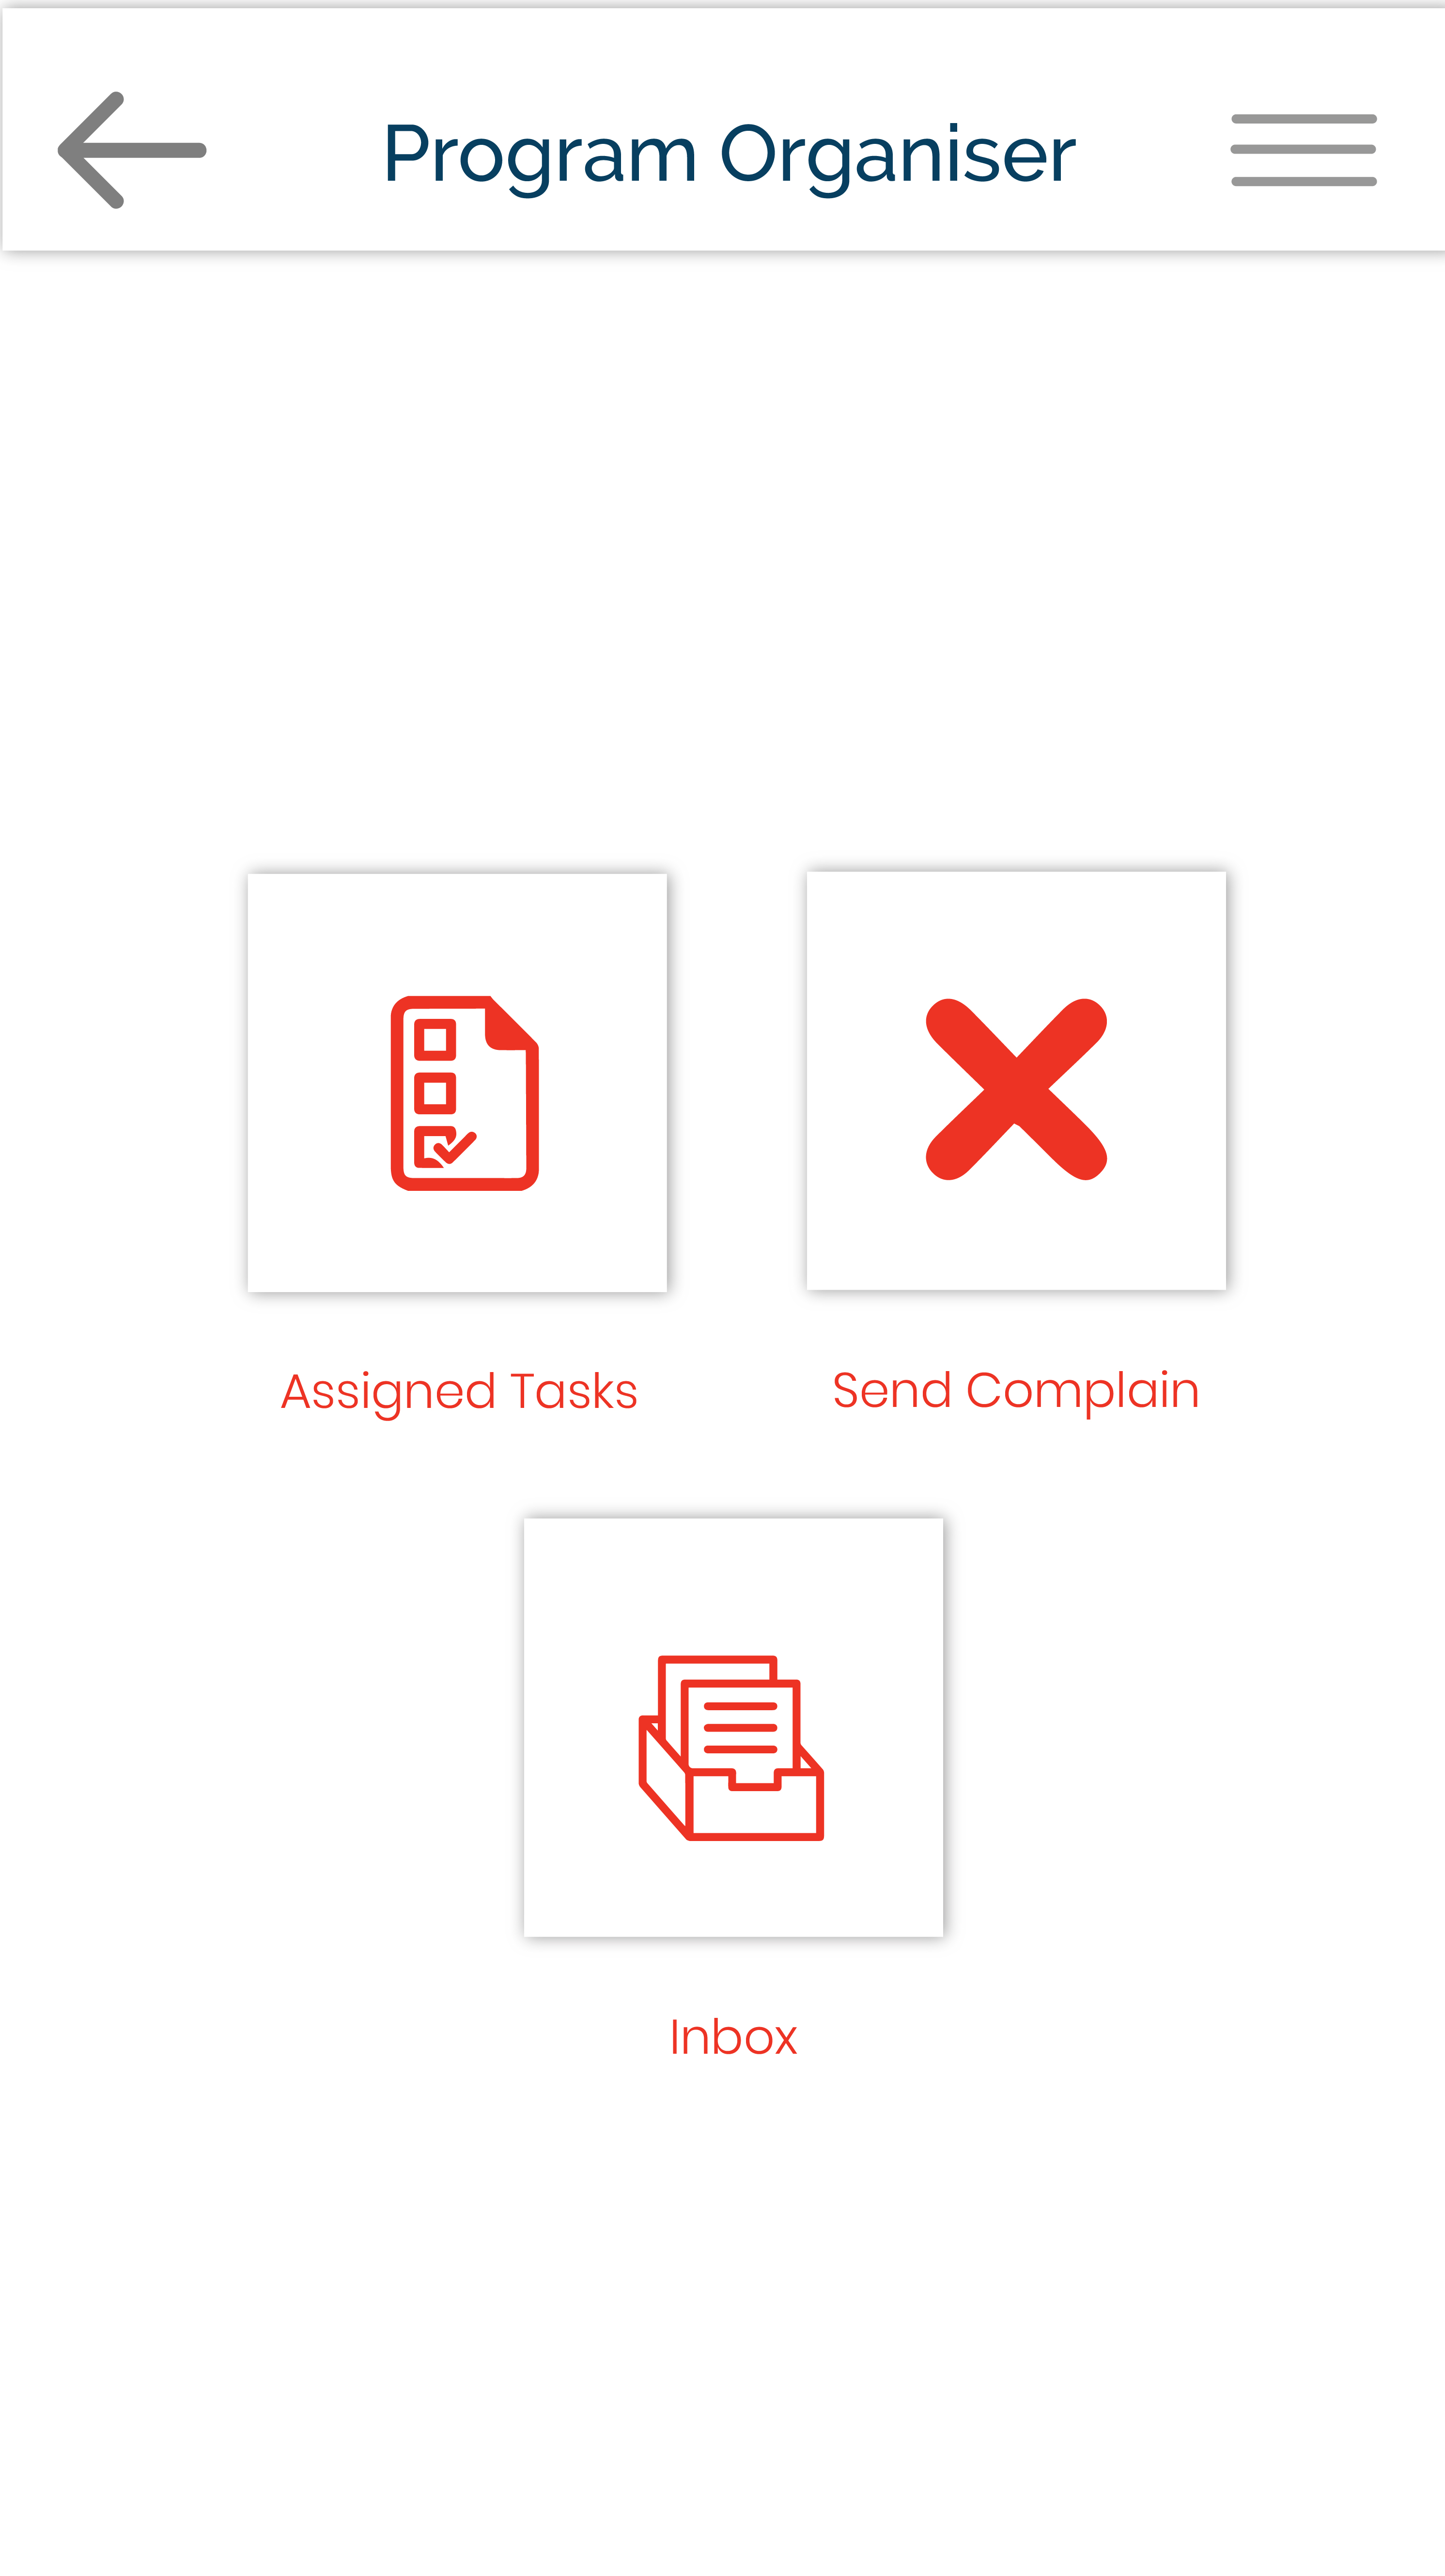 Program Organiser
Assigned Tasks
Send Complain
Inbox